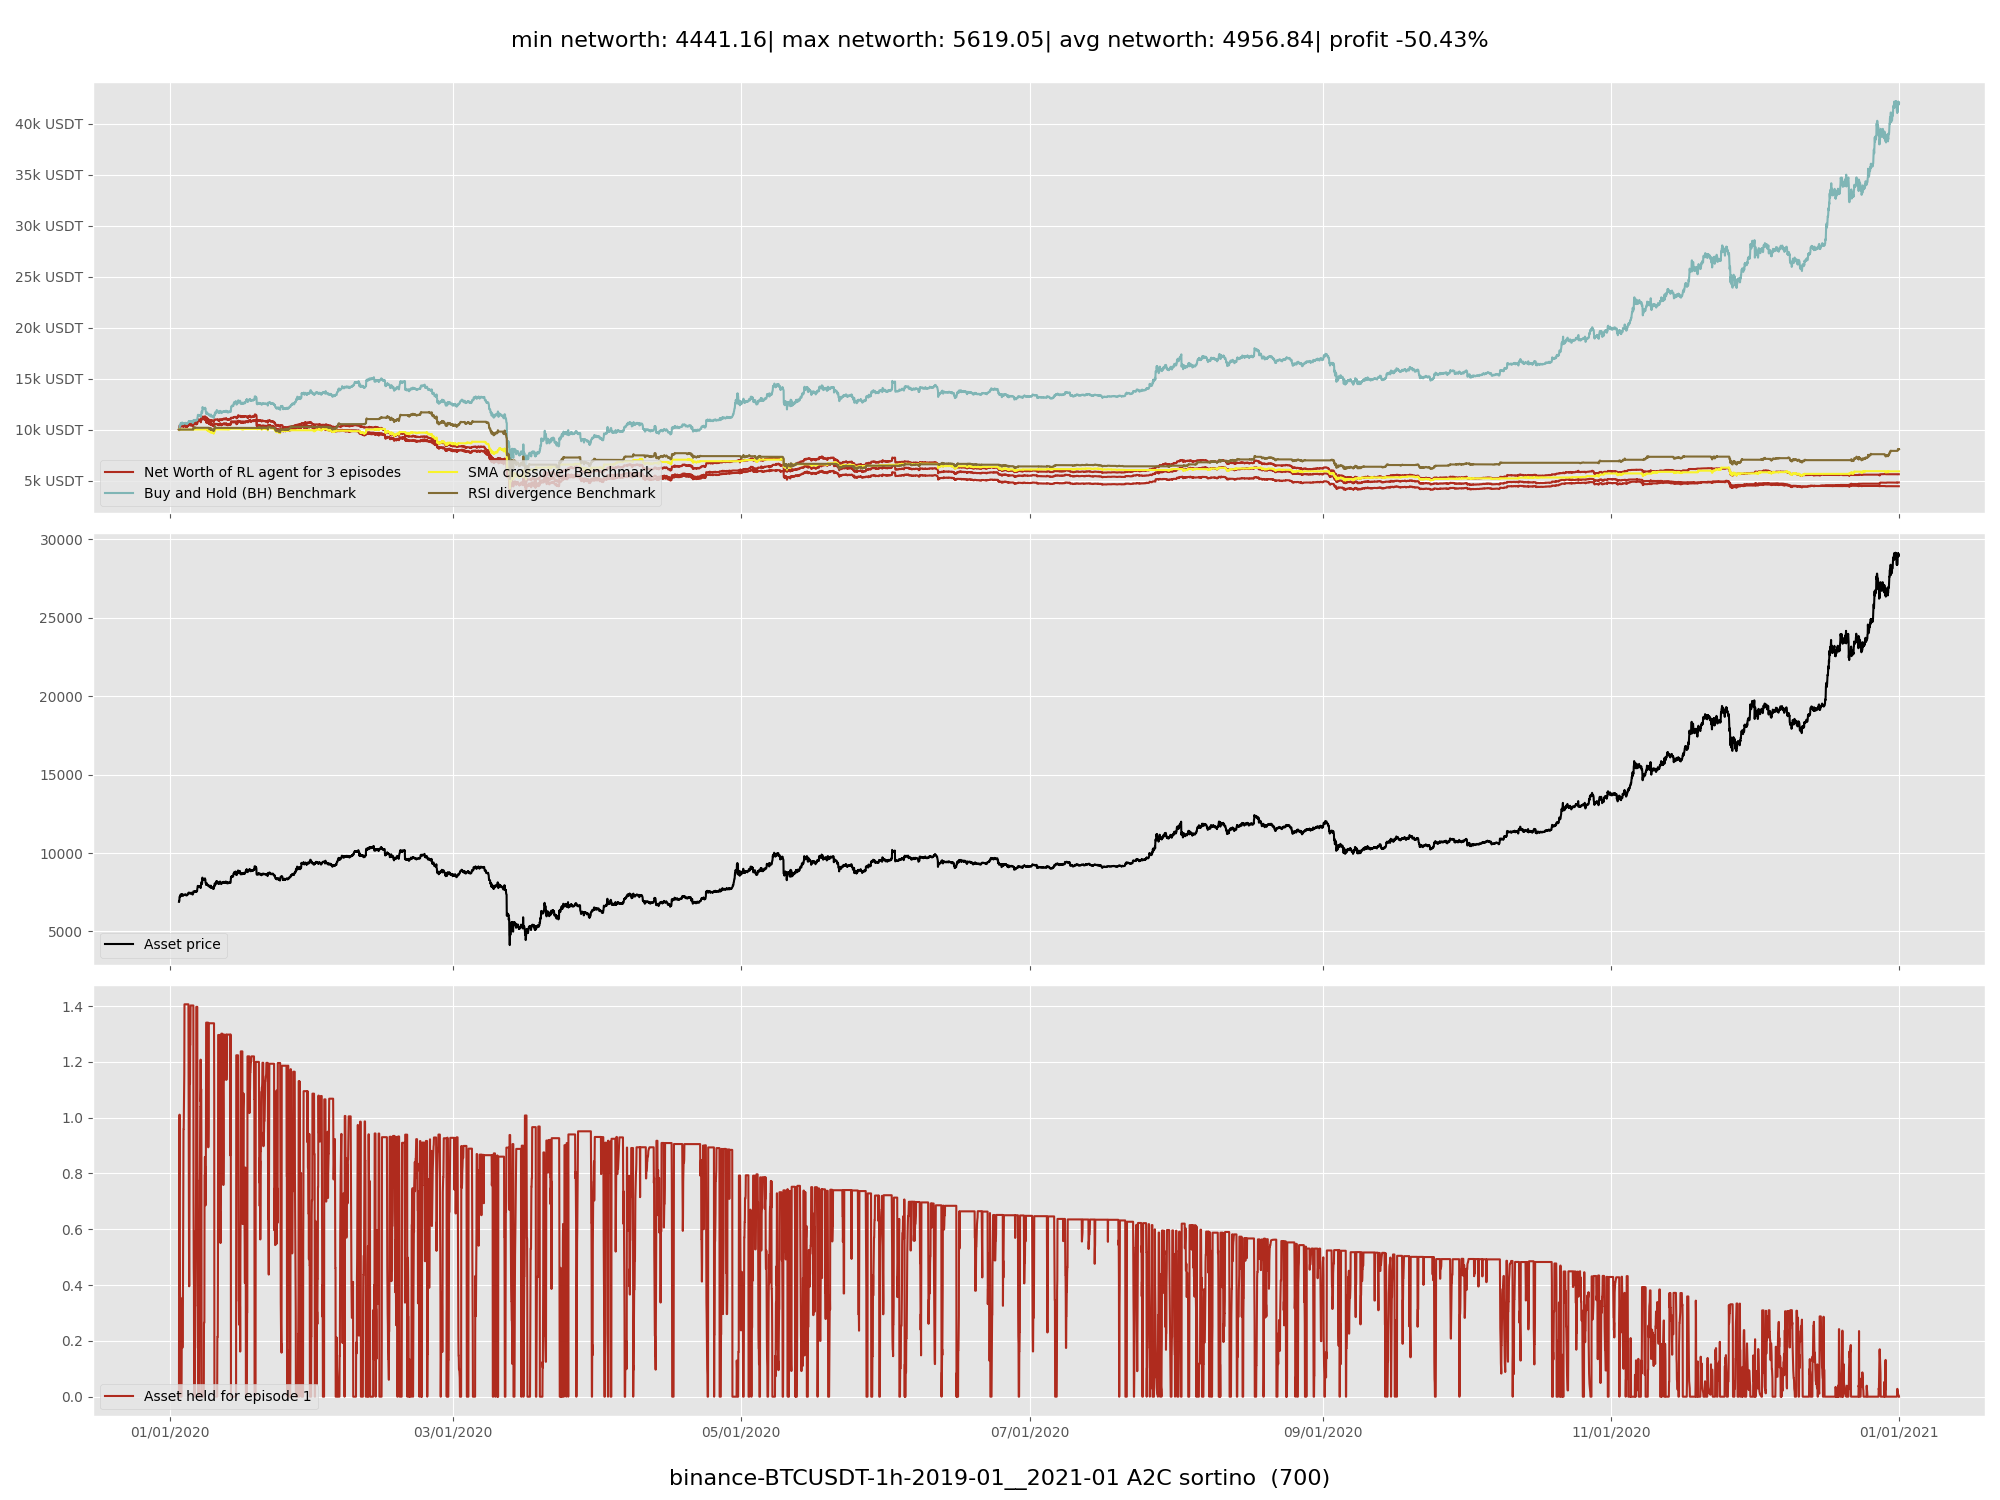 min networth: 4441.16| max networth: 5619.05| avg networth: 4956.84| profit -50.43%
40k USDT
35k USDT
30k USDT
25k USDT
20k USDT
15k USDT
10k USDT
5k USDT
Net Worth of RL agent for 3 episodes
Buy and Hold (BH) Benchmark
SMA crossover Benchmark
RSI divergence Benchmark
30000
25000
20000
15000
10000
5000
Asset price
1.4
1.2
1.0
0.8
0.6
0.4
0.2
0.0
Asset held for episode 1
01/01/2020 03/01/2020 05/01/2020 07/01/2020 09/01/2020 11/01/2020 01/01/2021
binance-BTCUSDT-1h-2019-01__2021-01 A2C sortino  (700)